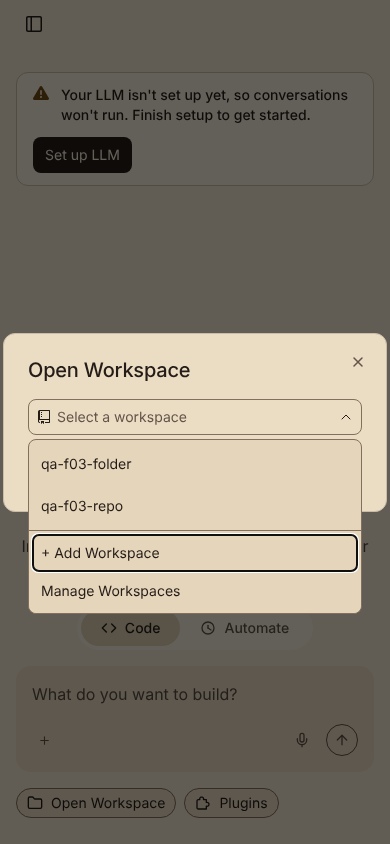 Your LLM isn't set up yet, so conversations
won't run. Finish setup to get started.
Set up LLM
Open Workspace
Select a workspace
qa-f03-folder
qa-f03-repo
+ Add Workspace
Manage Workspaces
Code
Automate
What do you want to build?
Open Workspace
Plugins